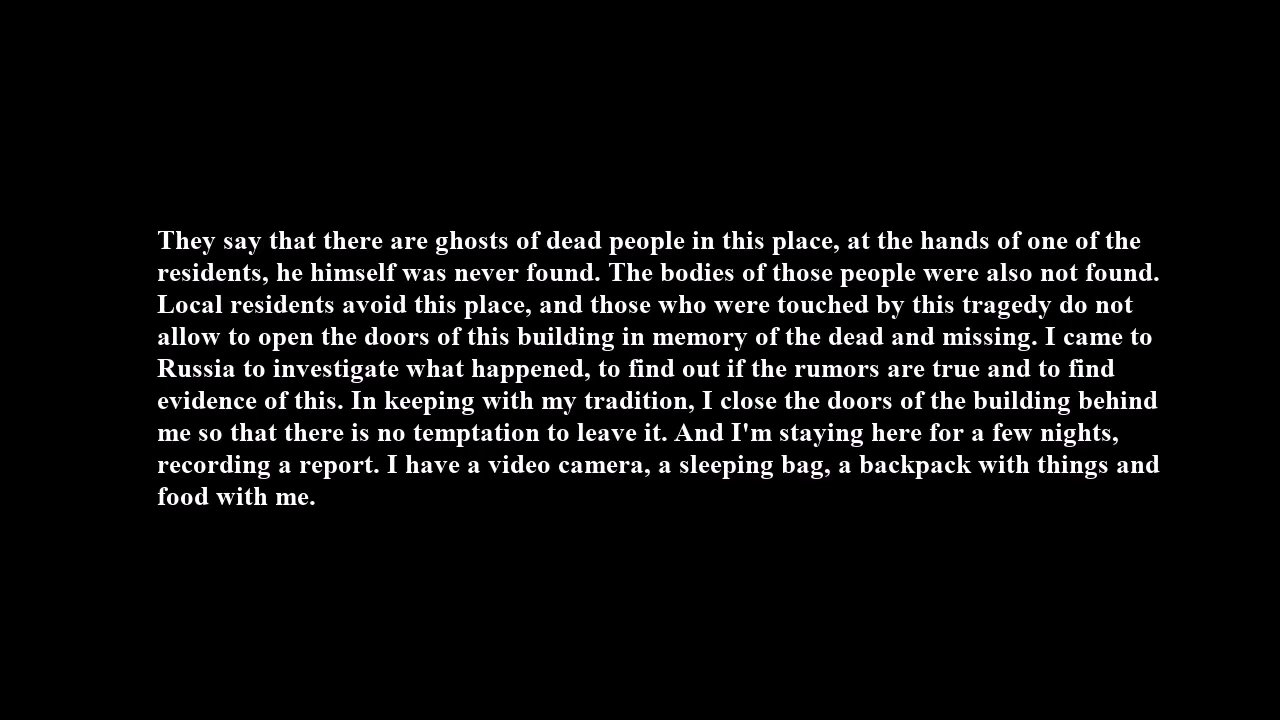 They say that there are ghosts of dead people in this place, at the hands of one of the
residents, he himself was never found. The bodies of those people were also not found.
Local residents avoid this place, and those who were touched by this tragedy do not
allow to open the doors of this building in memory of the dead and missing. I came to
Russia to investigate what happened, to find out if the rumors are true and to find
evidence of this. In keeping with my tradition, I close the doors of the building behind
me so that there is no temptation to leave it. And I'm staying here for a few nights,
recording a report. I have a video camera, a sleeping bag, a backpack with things and
food with me.